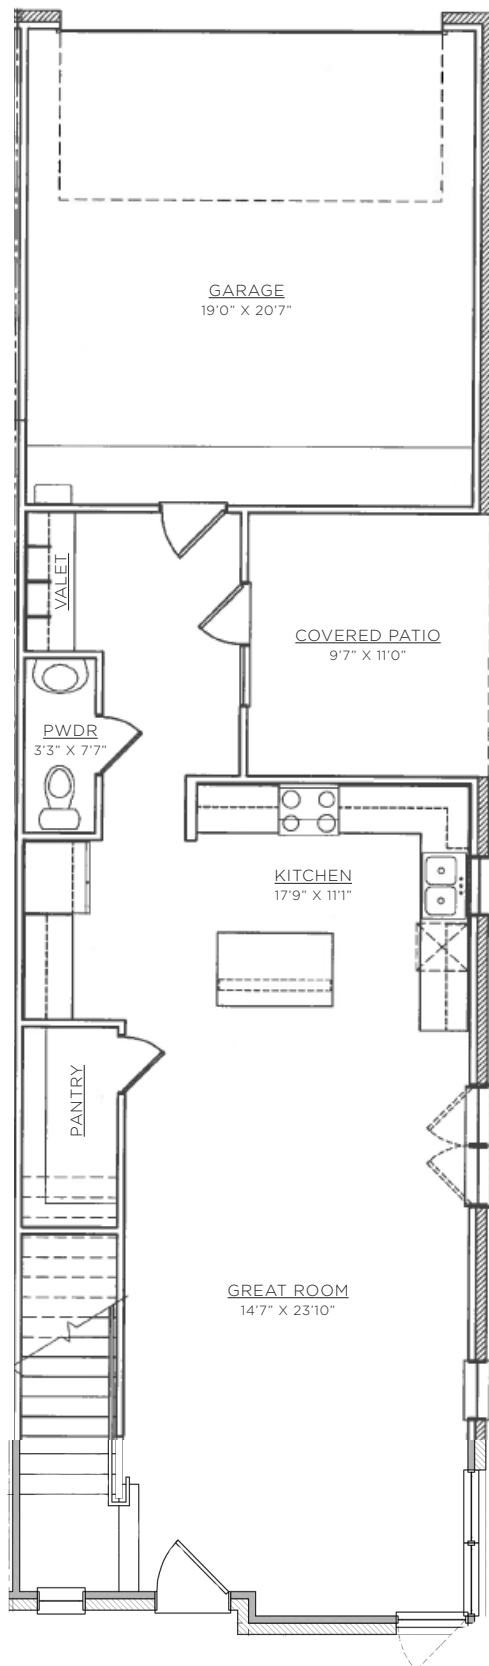 GARAGE
19'0" X 20'7"
VALET
COVERED PATIO
9'7" X 11'0"
PWDR
3'3" X 7'7"
KITCHEN
17'9" X 11'1"
PANTRY
GREAT ROOM
14'7" X 23'10"